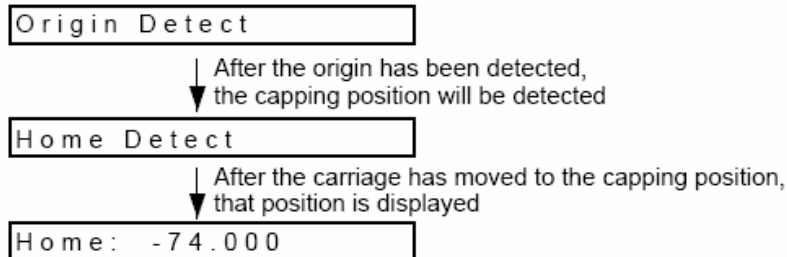 Origin Detect
After the origin has been detected,
the capping position will be detected
Home Detect
After the carriage has moved to the capping position,
that position is displayed
Home: -74.000